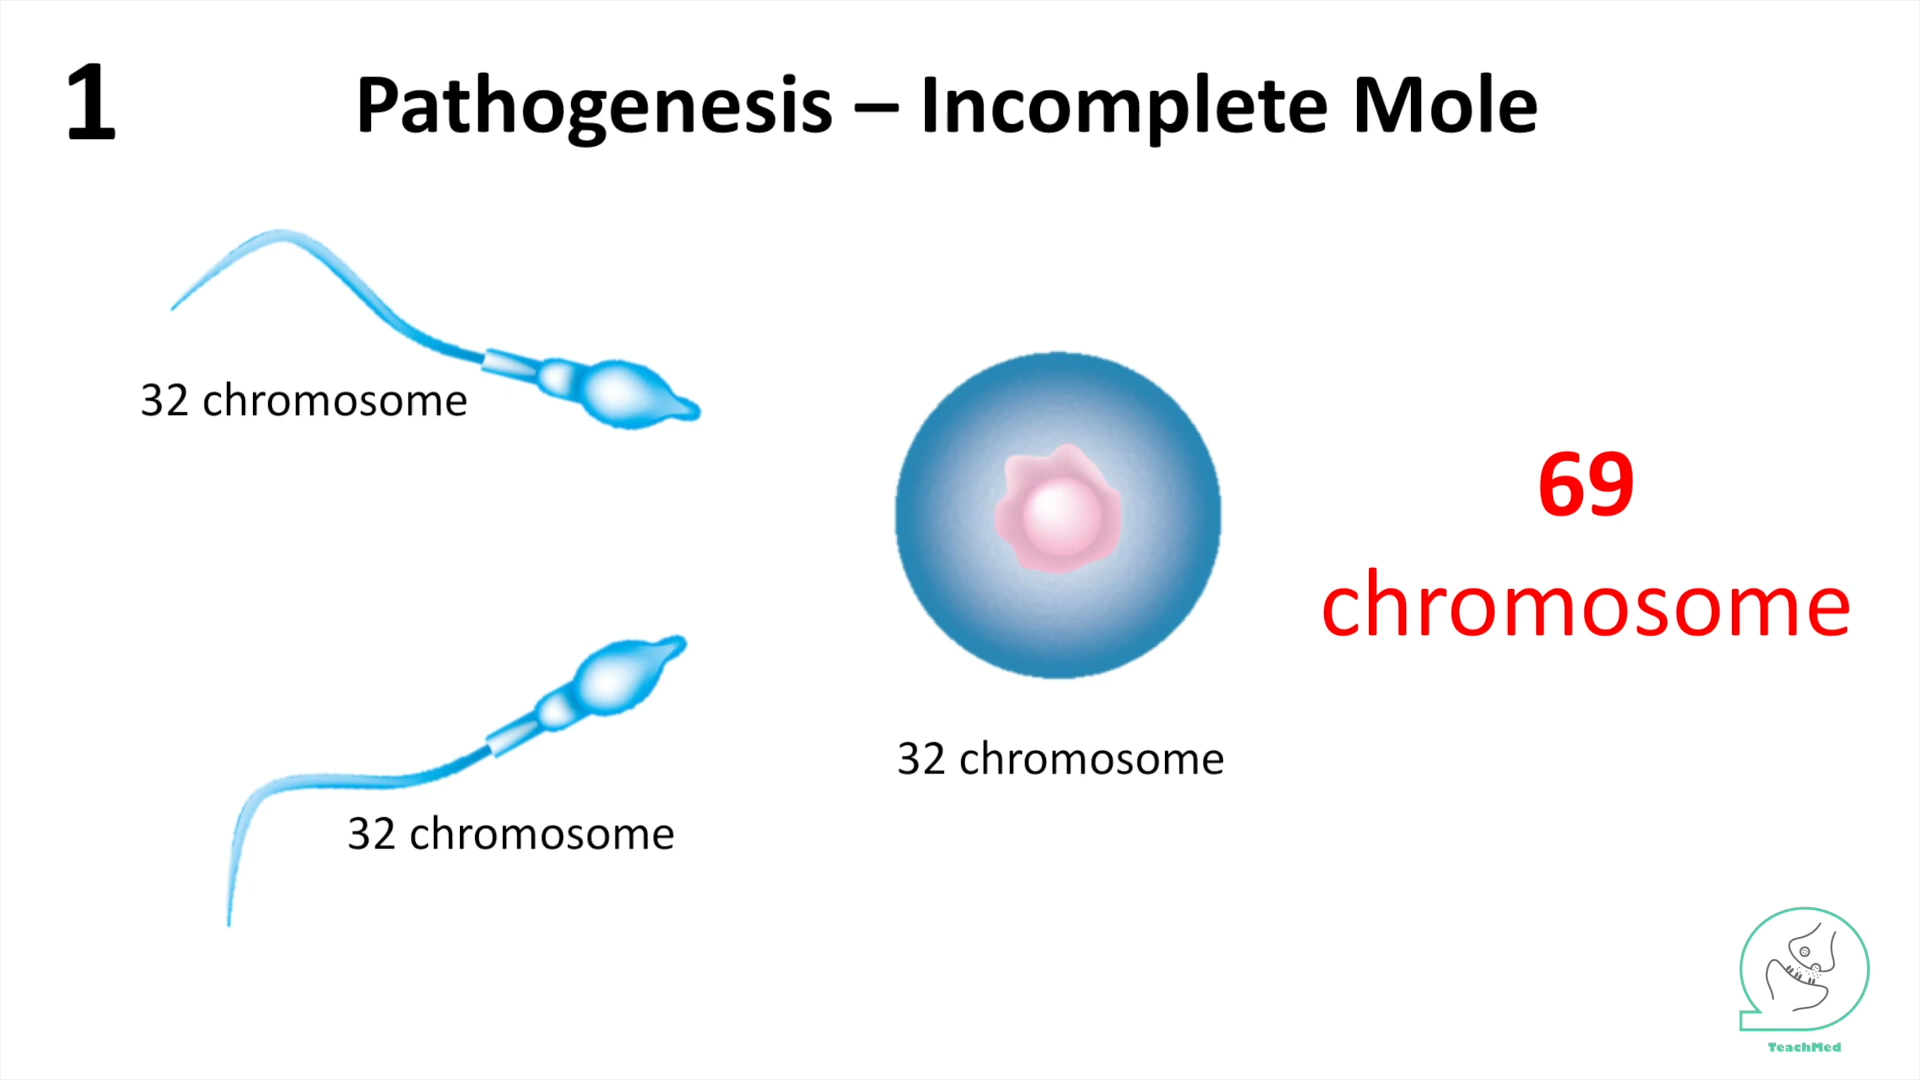 1
Pathogenesis – Incomplete Mole
32 chromosome
69
chromosome
32 chromosome
32 chromosome
TeachMed